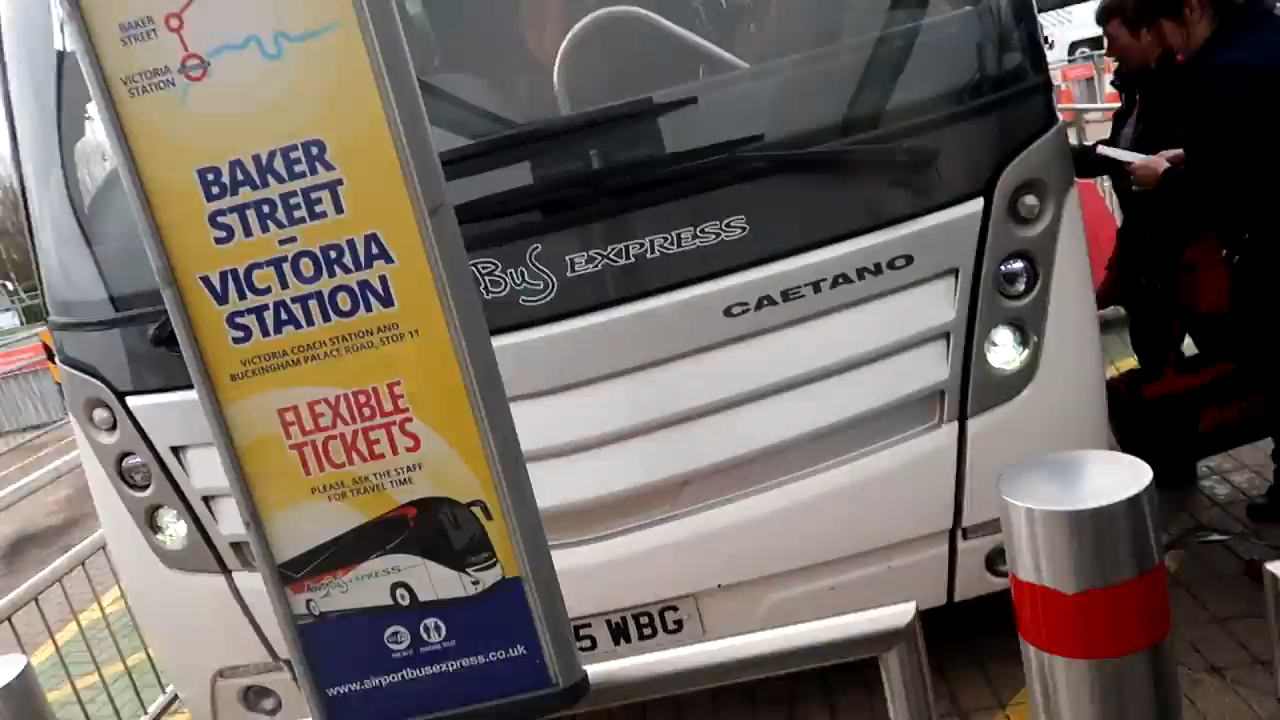 BAKER
STREET
VICTORIA
STATION
BAKER
STREET
–
VICTORIA
STATION
VICTORIA COACH STATION AND
BUCKINGHAM PALACE ROAD, STOP 11
FLEXIBLE
TICKETS
PLEASE, ASK THE STAFF
FOR TRAVEL TIME
EXPRESS
www.airportbusexpress.co.uk
Bus EXPRESS
CAETANO
5 WBG